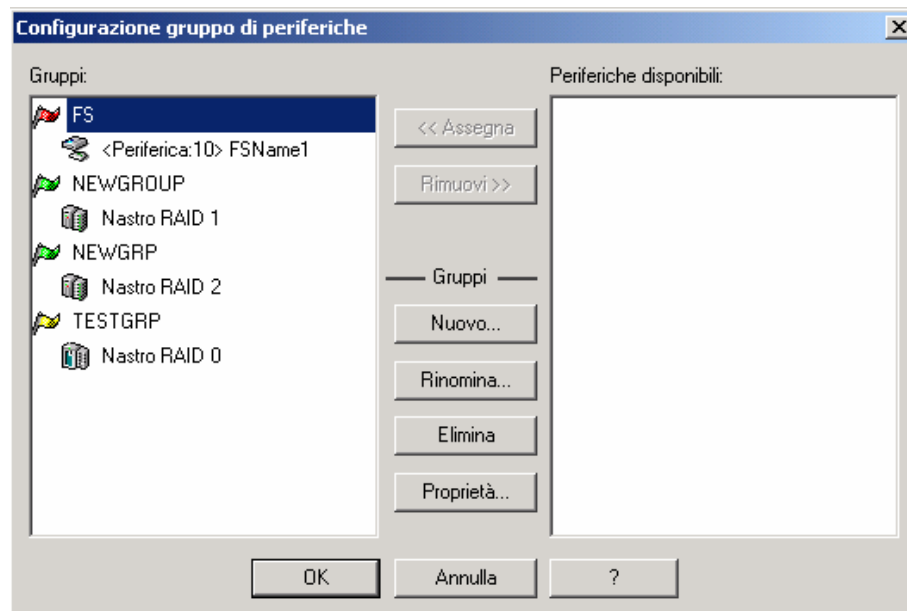 Configurazione gruppo di periferiche
Gruppi:
FS
<Periferica:10> FSName1
NEWGROUP
Nastro RAID 1
NEWGRP
Nastro RAID 2
TESTGRP
Nastro RAID 0
<< Assegna
Rimuovi >>
Gruppi
Nuovo...
Rinomina...
Elimina
Proprietà...
Periferiche disponibili:
OK
Annulla
?